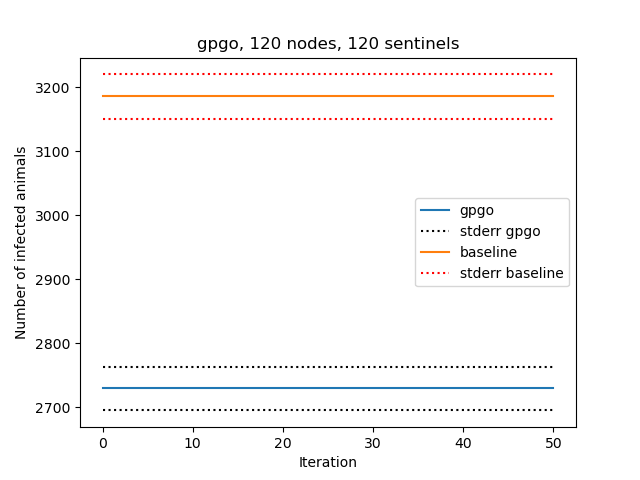 gpgo, 120 nodes, 120 sentinels
Number of infected animals
3200
3100
3000
2900
2800
2700
gpgo
stderr gpgo
baseline
stderr baseline
0 10 20 30 40 50
Iteration